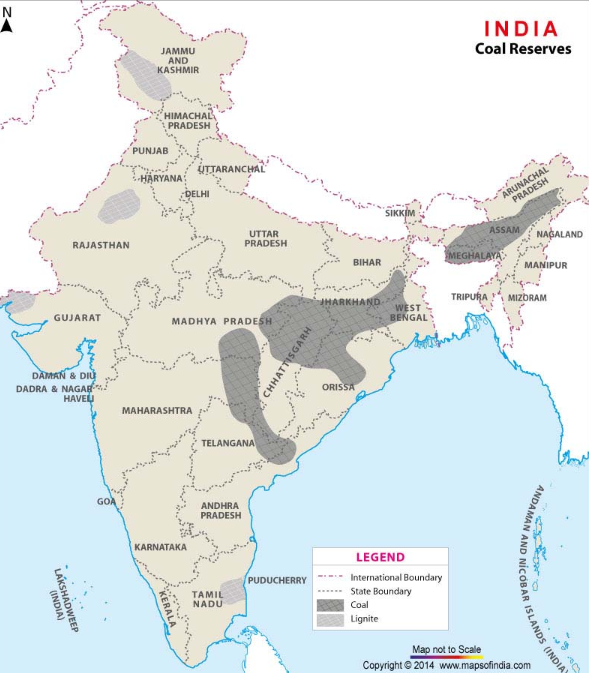 N
INDIA
Coal Reserves
JAMMU
AND
KASHMIR
HIMACHAL
PRADESH
PUNJAB
UTTARANCHAL
HARYANA
DELHI
ARUNACHAL
PRADESH
SIKKIM
ASSAM
NAGALAND
RAJASTHAN
UTTAR
PRADESH
MEGHALAYA
BIHAR
MANIPUR
TRIPURA
MIZORAM
JHARKHAND
WEST
BENGAL
GUJARAT
MADHYA PRADESH
CHHATTISGARH
DAMAN & DIU
DADRA & NAGAR
HAVELI
ORISSA
MAHARASHTRA
TELANGANA
GOA
ANDHRA
PRADESH
KARNATAKA
ANDAMAN AND NICOBAR ISLANDS (INDIA)
LAKSHADWEEP
(INDIA)
KERALA
TAMIL
NADU
PUDUCHERRY
LEGEND
International Boundary
State Boundary
Coal
Lignite
Map not to Scale
Copyright © 2014 www.mapsofindia.com